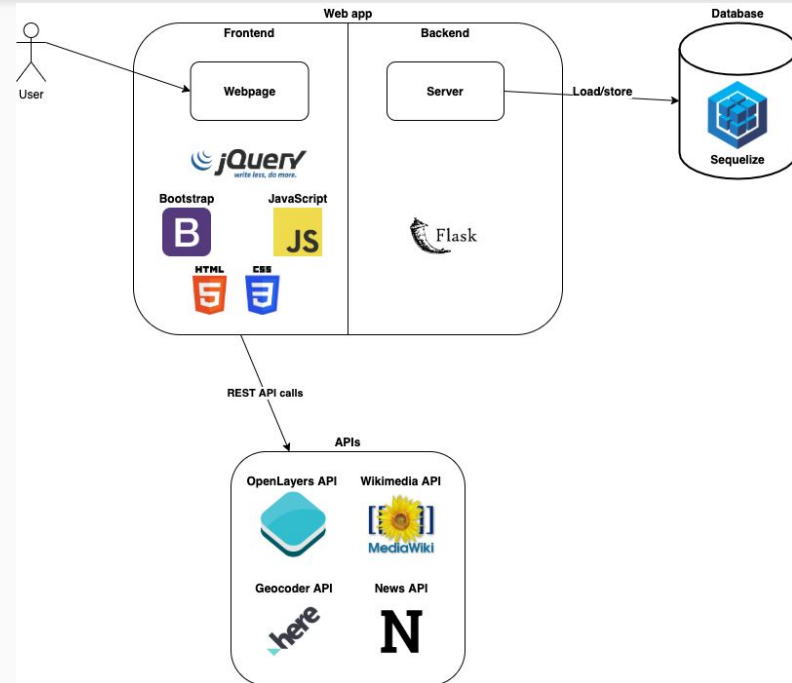 Web app
Database
Frontend
Backend
User
Webpage
Server
Load/store
Sequelize
jQuery
write less, do more.
Bootstrap
JavaScript
B
JS
Flask
HTML
CSS
5
3
REST API calls
APIs
OpenLayers API
Wikimedia API
[[ ]]
MediaWiki
Geocoder API
News API
here
N